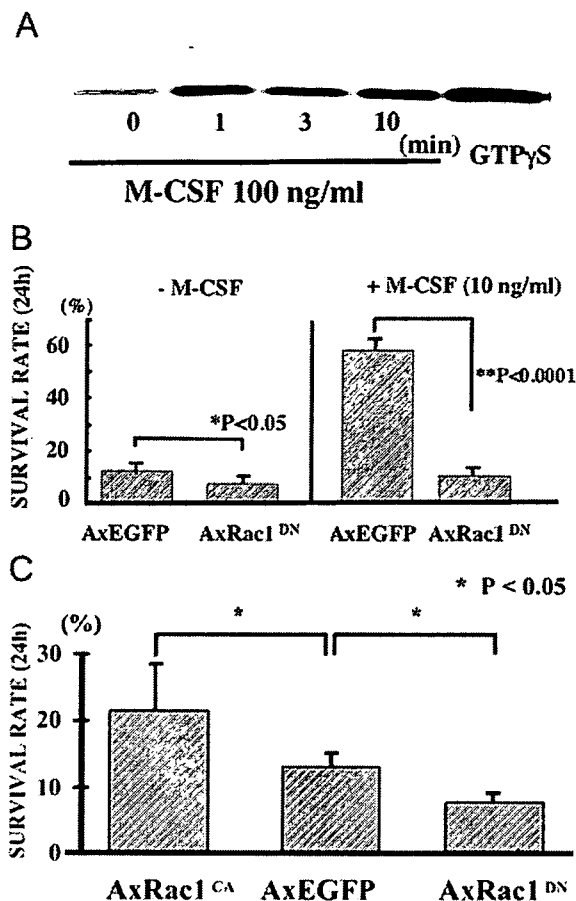 A
0 1 3 10
(min) GTPγS
M-CSF 100 ng/ml
B
SURVIVAL RATE (24h)
(%)
- M-CSF
+ M-CSF (10 ng/ml)
60
40
20
0
*P<0.05
**P<0.0001
AxEGFP AxRac1 DN AxEGFP AxRac1 DN
C
* P < 0.05
SURVIVAL RATE (24h)
(%)
* *
30
20
10
0
AxRac1 CA AxEGFP AxRac1 DN